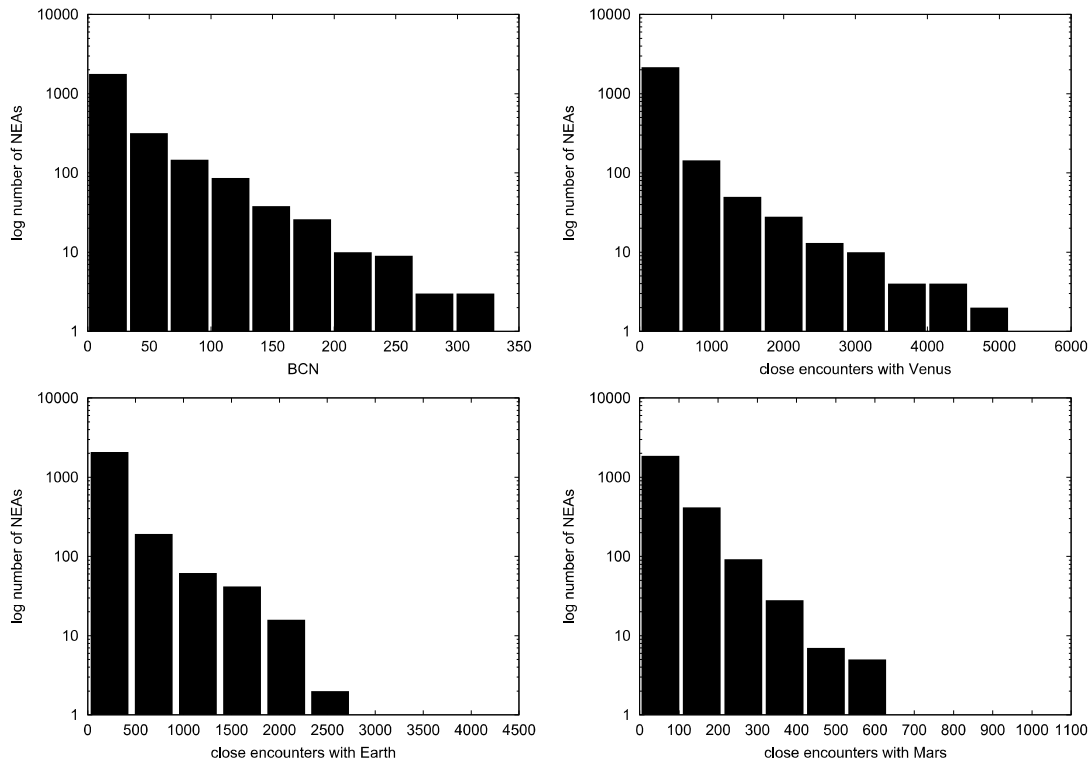 log number of NEAs
10000
1000
100
10
1
0 50 100 150 200 250 300 350
BCN
log number of NEAs
10000
1000
100
10
1
0 1000 2000 3000 4000 5000 6000
close encounters with Venus
log number of NEAs
10000
1000
100
10
1
0 500 1000 1500 2000 2500 3000 3500 4000 4500
close encounters with Earth
log number of NEAs
10000
1000
100
10
1
0 100 200 300 400 500 600 700 800 900 1000 1100
close encounters with Mars